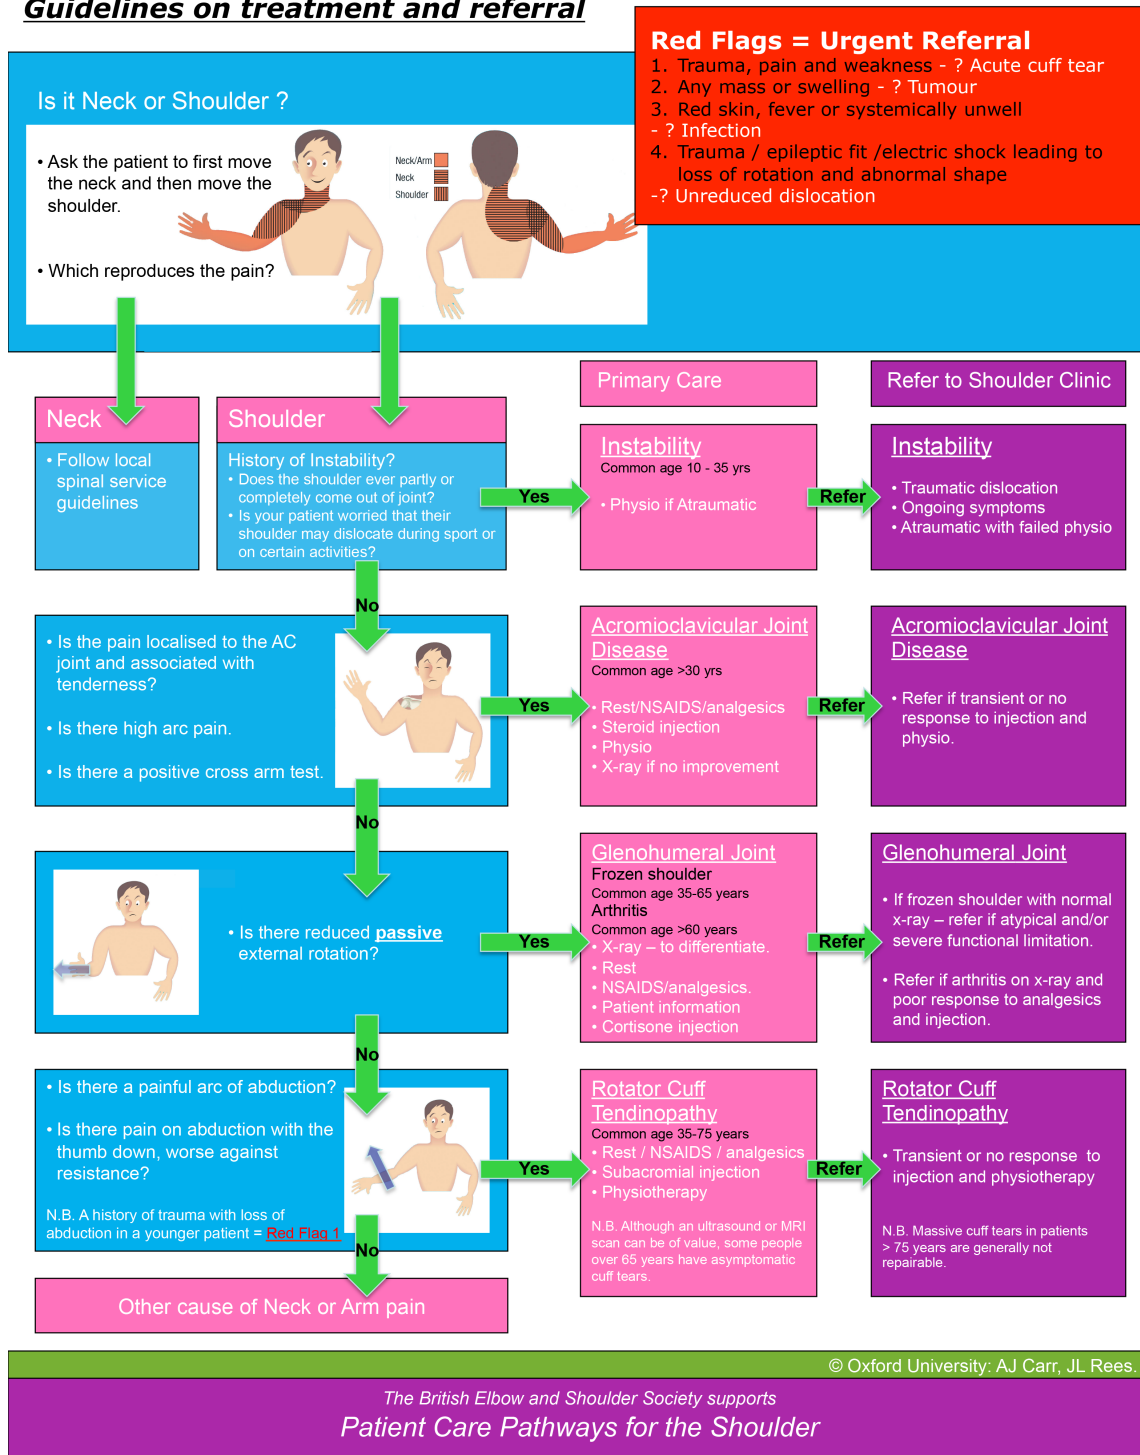 Guidelines on treatment and referral
Red Flags = Urgent Referral
1. Trauma, pain and weakness - ? Acute cuff tear
2. Any mass or swelling - ? Tumour
3. Red skin, fever or systemically unwell
- ? Infection
4. Trauma / epileptic fit /electric shock leading to
loss of rotation and abnormal shape
-? Unreduced dislocation
Is it Neck or Shoulder ?
• Ask the patient to first move
the neck and then move the
shoulder.
• Which reproduces the pain?
Neck/Arm
Neck
Shoulder
Primary Care
Refer to Shoulder Clinic
Neck
• Follow local
spinal service
guidelines
Shoulder
History of Instability?
• Does the shoulder ever partly or
completely come out of joint?
• Is your patient worried that their
shoulder may dislocate during sport or
on certain activities?
Yes
Instability
Common age 10 - 35 yrs
• Physio if Atraumatic
Refer
Instability
• Traumatic dislocation
• Ongoing symptoms
• Atraumatic with failed physio
No
• Is the pain localised to the AC
joint and associated with
tenderness?
• Is there high arc pain.
• Is there a positive cross arm test.
Yes
Acromioclavicular Joint
Disease
Common age >30 yrs
• Rest/NSAIDS/analgesics
• Steroid injection
• Physio
• X-ray if no improvement
Refer
Acromioclavicular Joint
Disease
• Refer if transient or no
response to injection and
physio.
No
• Is there reduced passive
external rotation?
Yes
Glenohumeral Joint
Frozen shoulder
Common age 35-65 years
Arthritis
Common age >60 years
• X-ray – to differentiate.
• Rest
• NSAIDS/analgesics.
• Patient information
• Cortisone injection
Refer
Glenohumeral Joint
• If frozen shoulder with normal
x-ray – refer if atypical and/or
severe functional limitation.
• Refer if arthritis on x-ray and
poor response to analgesics
and injection.
No
• Is there a painful arc of abduction?
• Is there pain on abduction with the
thumb down, worse against
resistance?
N.B. A history of trauma with loss of
abduction in a younger patient = Red Flag 1
Yes
Rotator Cuff
Tendinopathy
Common age 35-75 years
• Rest / NSAIDS / analgesics
• Subacromial injection
• Physiotherapy
N.B. Although an ultrasound or MRI
scan can be of value, some people
over 65 years have asymptomatic
cuff tears.
Refer
Rotator Cuff
Tendinopathy
• Transient or no response to
injection and physiotherapy
N.B. Massive cuff tears in patients
> 75 years are generally not
repairable.
No
Other cause of Neck or Arm pain
© Oxford University: AJ Carr, JL Rees.
The British Elbow and Shoulder Society supports
Patient Care Pathways for the Shoulder